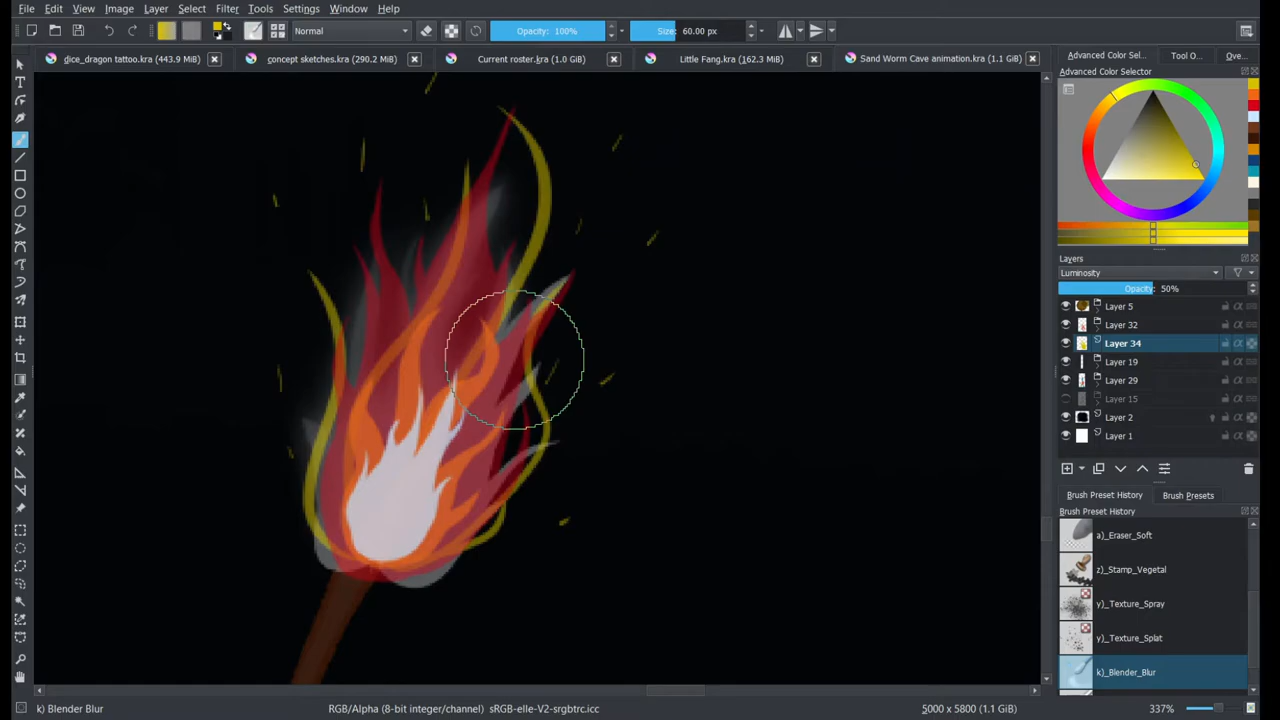 File Edit View Image Layer Select Filter Tools Settings Window Help
Normal Opacity: 100% Size: 60.00 px
dice_dragon tattoo.kra (443.9 MiB) concept sketches.kra (290.2 MiB) Current roster.kra (1.0 GiB) Little Fang.kra (162.3 MiB) Sand Worm Cave animation.kra (1.1 GiB)
Advanced Color Sel... Tool O... Ove...
Advanced Color Selector
Layers
Luminosity
Opacity: 50%
Layer 5
Layer 32
Layer 34
Layer 19
Layer 29
Layer 15
Layer 2
Layer 1
Brush Preset History Brush Presets
Brush Preset History
a)_Eraser_Soft
z)_Stamp_Vegetal
y)_Texture_Spray
y)_Texture_Splat
k)_Blender_Blur
k) Blender Blur RGB/Alpha (8-bit integer/channel) sRGB-elle-V2-srgbtrc.icc 5000 x 5800 (1.1 GiB) 337%